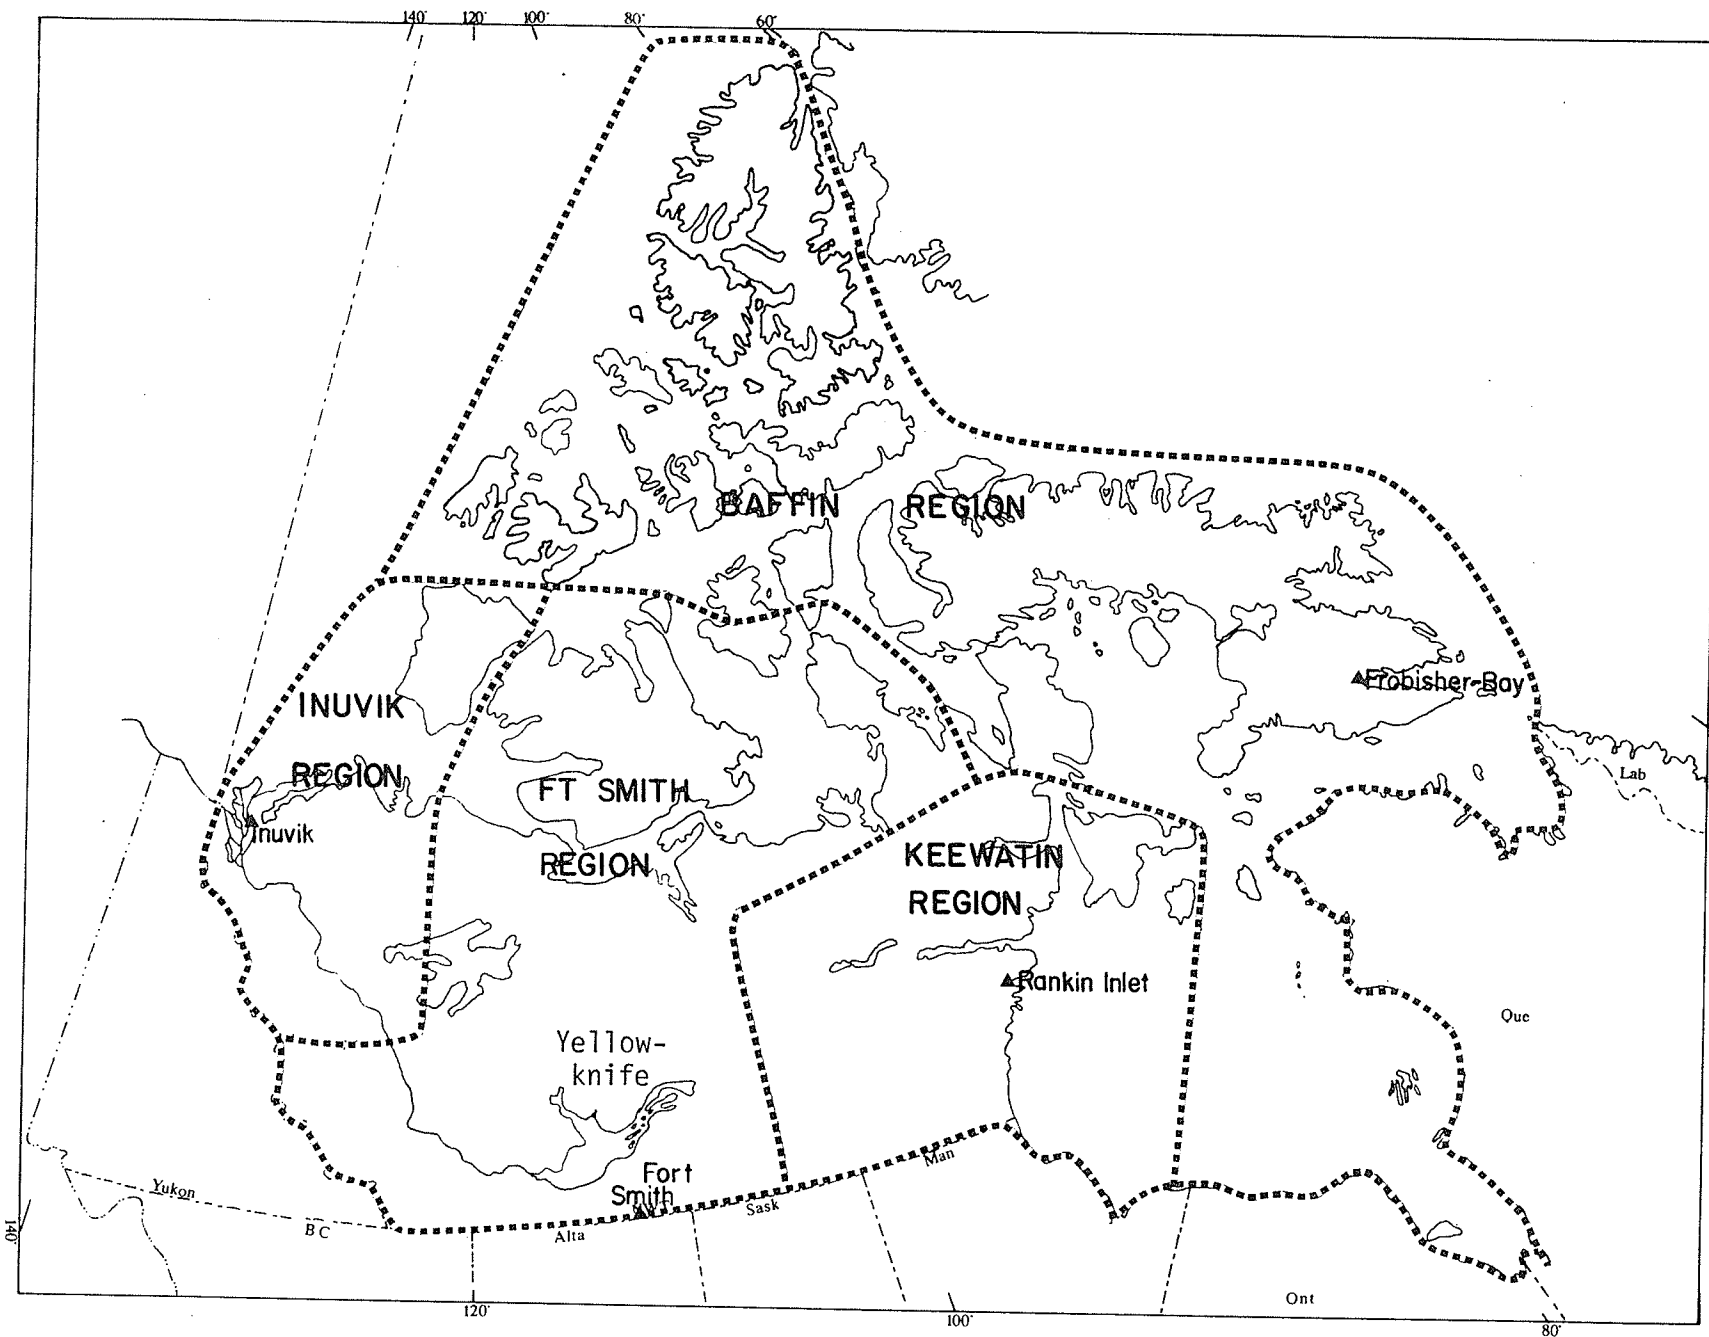 140° 120° 100° 80° 60°
BAFFIN REGION
INUVIK
REGION
Frobisher-Bay
Lab
FT SMITH
REGION
Inuvik
KEEWATIN
REGION
Rankin Inlet
Que
Yellow-
knife
Fort
Smith
Man
Sask
Yukon
BC
Alta
140°
Ont
120° 100° 80°